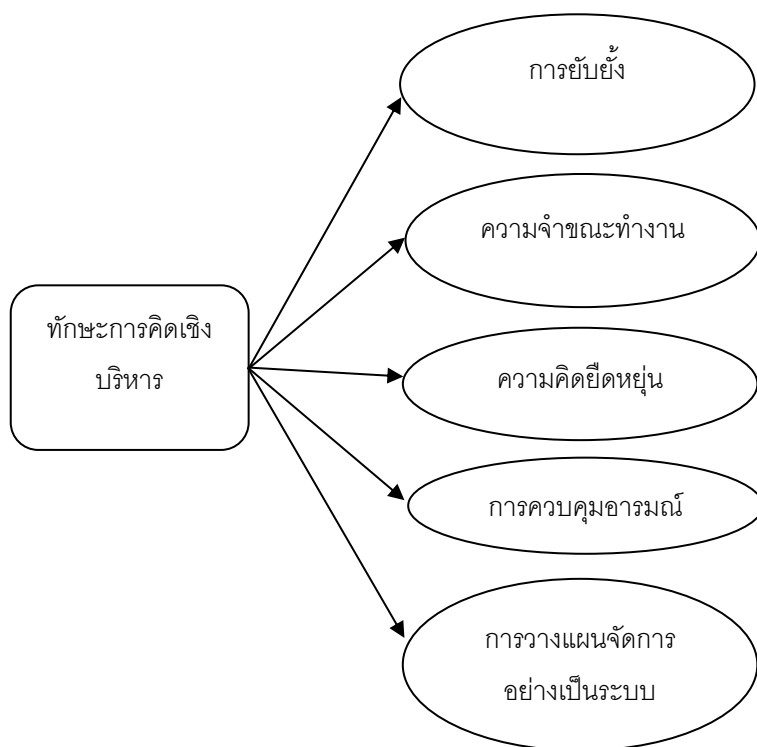 การยับยั้ง
ความจำขณะทำงาน
ทักษะการคิดเชิง
บริหาร
ความคิดยืดหยุ่น
การควบคุมอารมณ์
การวางแผนจัดการ
อย่างเป็นระบบ